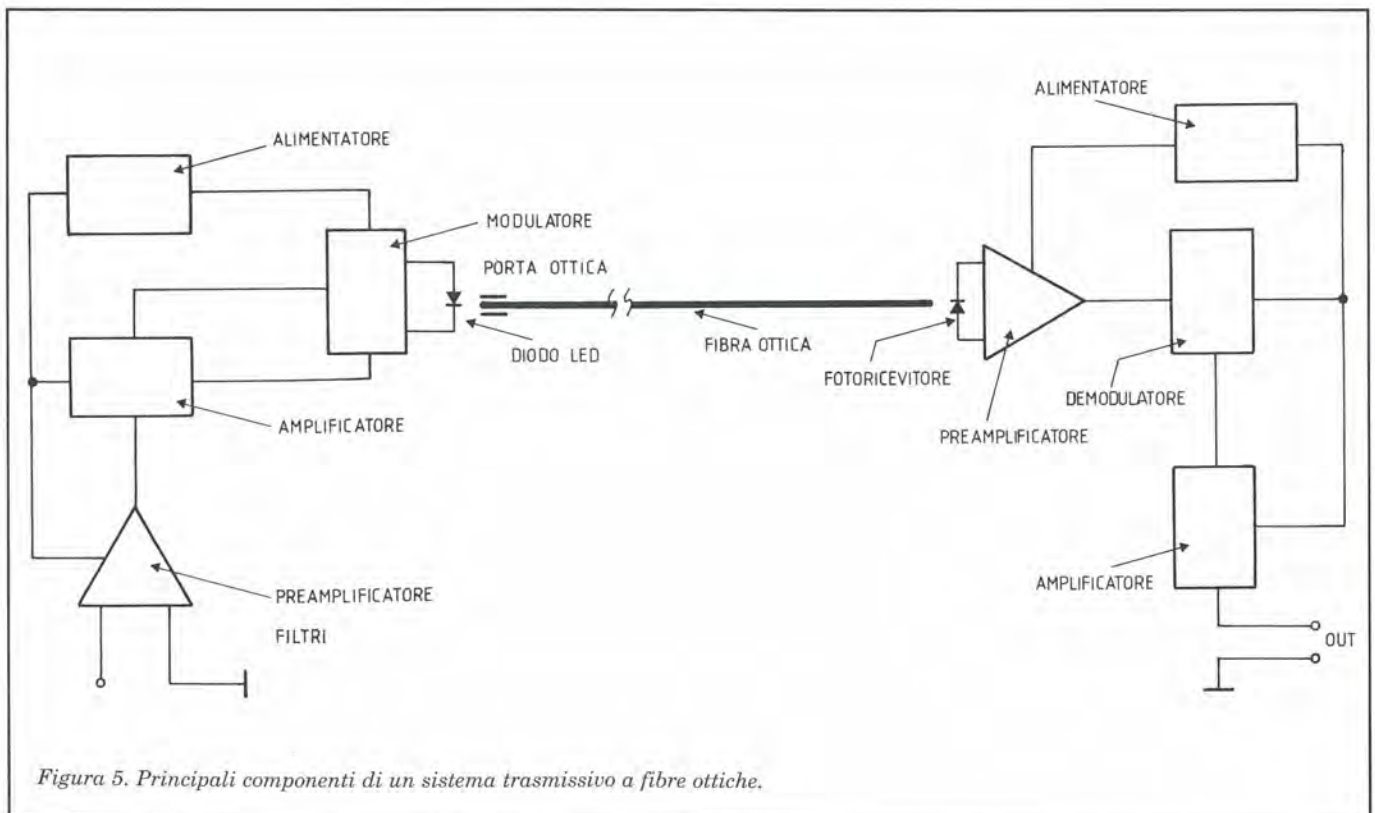 ALIMENTATORE
MODULATORE
PORTA OTTICA
DIODO LED
AMPLIFICATORE
PREAMPLIFICATORE
FILTRI
FIBRA OTTICA
ALIMENTATORE
FOTORICEVITORE
PREAMPLIFICATORE
DEMODULATORE
AMPLIFICATORE
OUT
Figura 5. Principali componenti di un sistema trasmissivo a fibre ottiche.